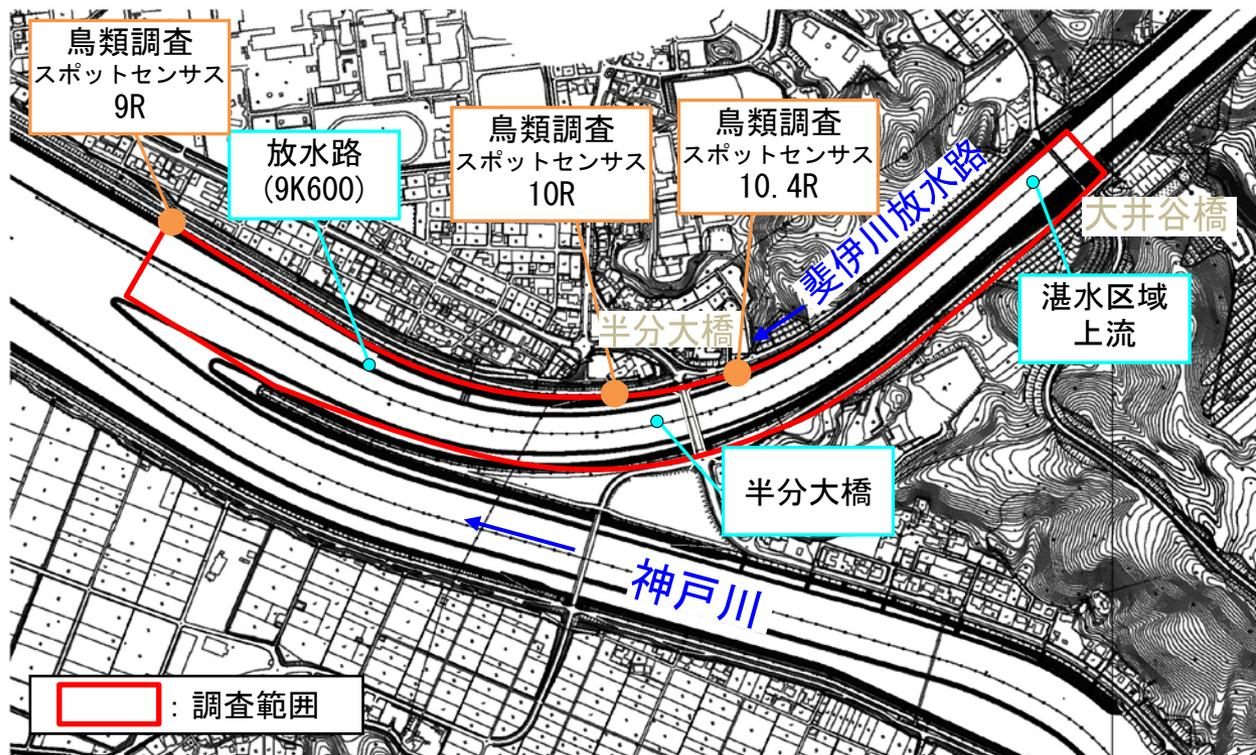 鳥類調査
スポットセンサス
9R
放水路
(9K600)
鳥類調査
スポットセンサス
10R
鳥類調査
スポットセンサス
10.4R
斐伊川放水路
大井谷橋
湛水区域
上流
半分大橋
半分大橋
神戸川
：調査範囲